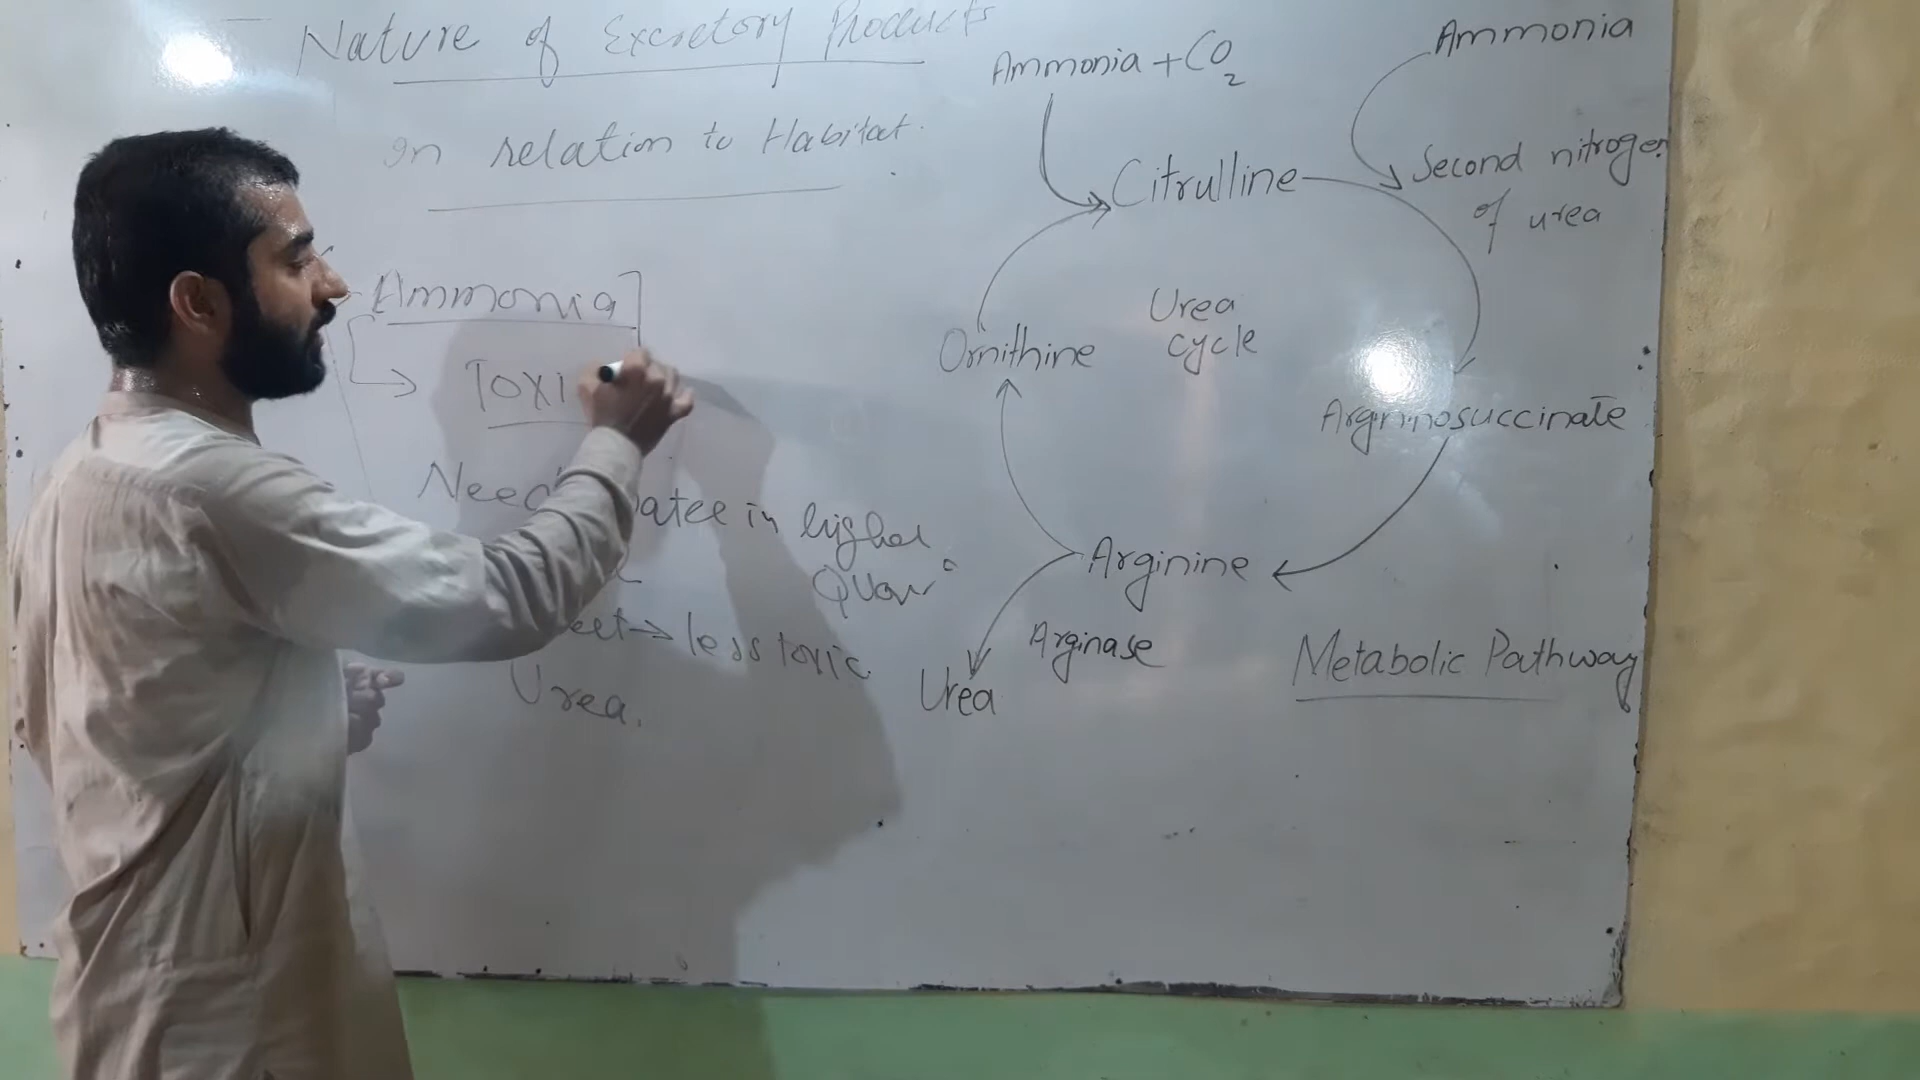 Nature of Excretory Products
in relation to Habitat.
Ammonia
Toxi
Need water in higher
Quan
less toxic
Urea.
Ammonia + CO2
Ammonia
Citrulline
Second nitrogen
of urea
Urea
cycle
Ornithine
Argininosuccinate
Arginine
Arginase
Urea
Metabolic Pathway